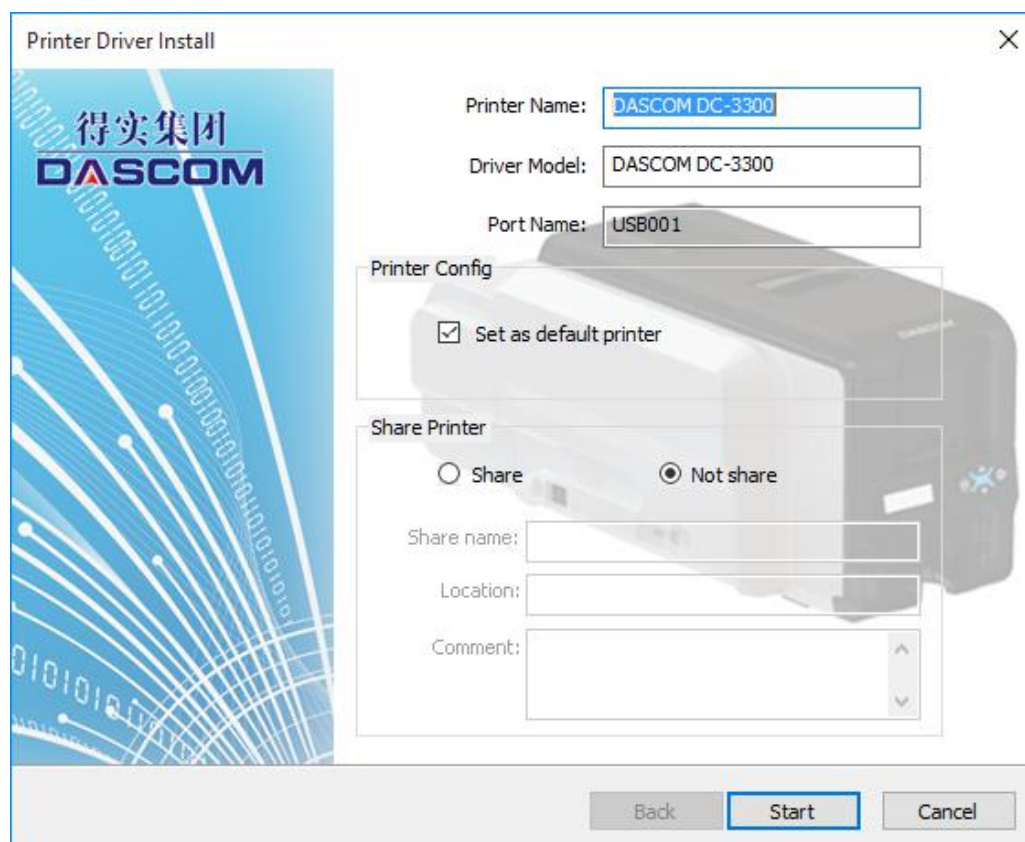 Printer Driver Install
得实集团
DASCOM
Printer Name: DASCOM DC-3300
Driver Model: DASCOM DC-3300
Port Name: USB001
Printer Config
Set as default printer
Share Printer
Share Not share
Share name:
Location:
Comment:
Back Start Cancel